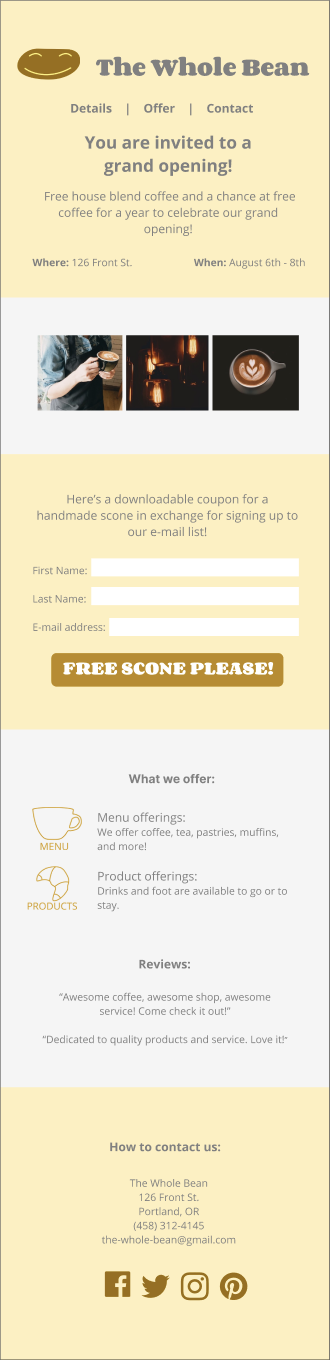 The Whole Bean
Details | Offer | Contact
You are invited to a
grand opening!
Free house blend coffee and a chance at free
coffee for a year to celebrate our grand
opening!
Where: 126 Front St. When: August 6th - 8th
Here's a downloadable coupon for a
handmade scone in exchange for signing up to
our e-mail list!
First Name:
Last Name:
E-mail address:
FREE SCONE PLEASE!
What we offer:
MENU
Menu offerings:
We offer coffee, tea, pastries, muffins,
and more!
PRODUCTS
Product offerings:
Drinks and foot are available to go or to
stay.
Reviews:
“Awesome coffee, awesome shop, awesome
service! Come check it out!”
“Dedicated to quality products and service. Love it!”
How to contact us:
The Whole Bean
126 Front St.
Portland, OR
(458) 312-4145
the-whole-bean@gmail.com